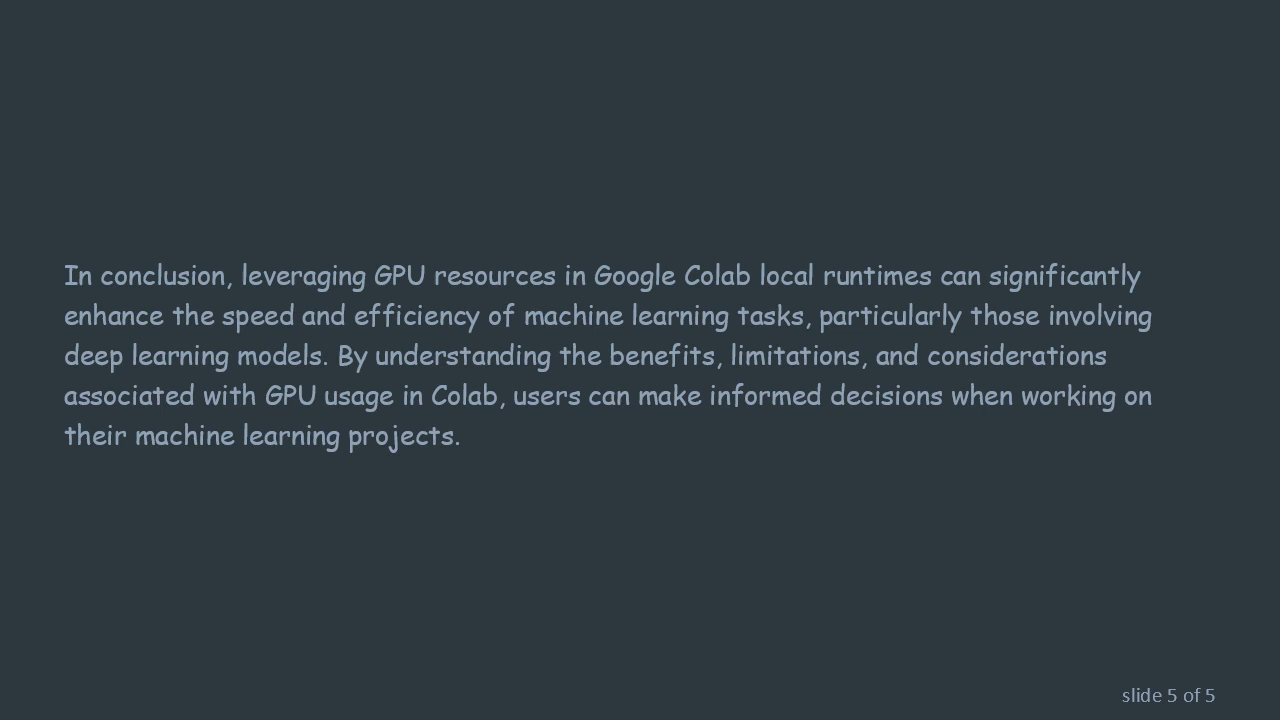 In conclusion, leveraging GPU resources in Google Colab local runtimes can significantly
enhance the speed and efficiency of machine learning tasks, particularly those involving
deep learning models. By understanding the benefits, limitations, and considerations
associated with GPU usage in Colab, users can make informed decisions when working on
their machine learning projects.
slide 5 of 5